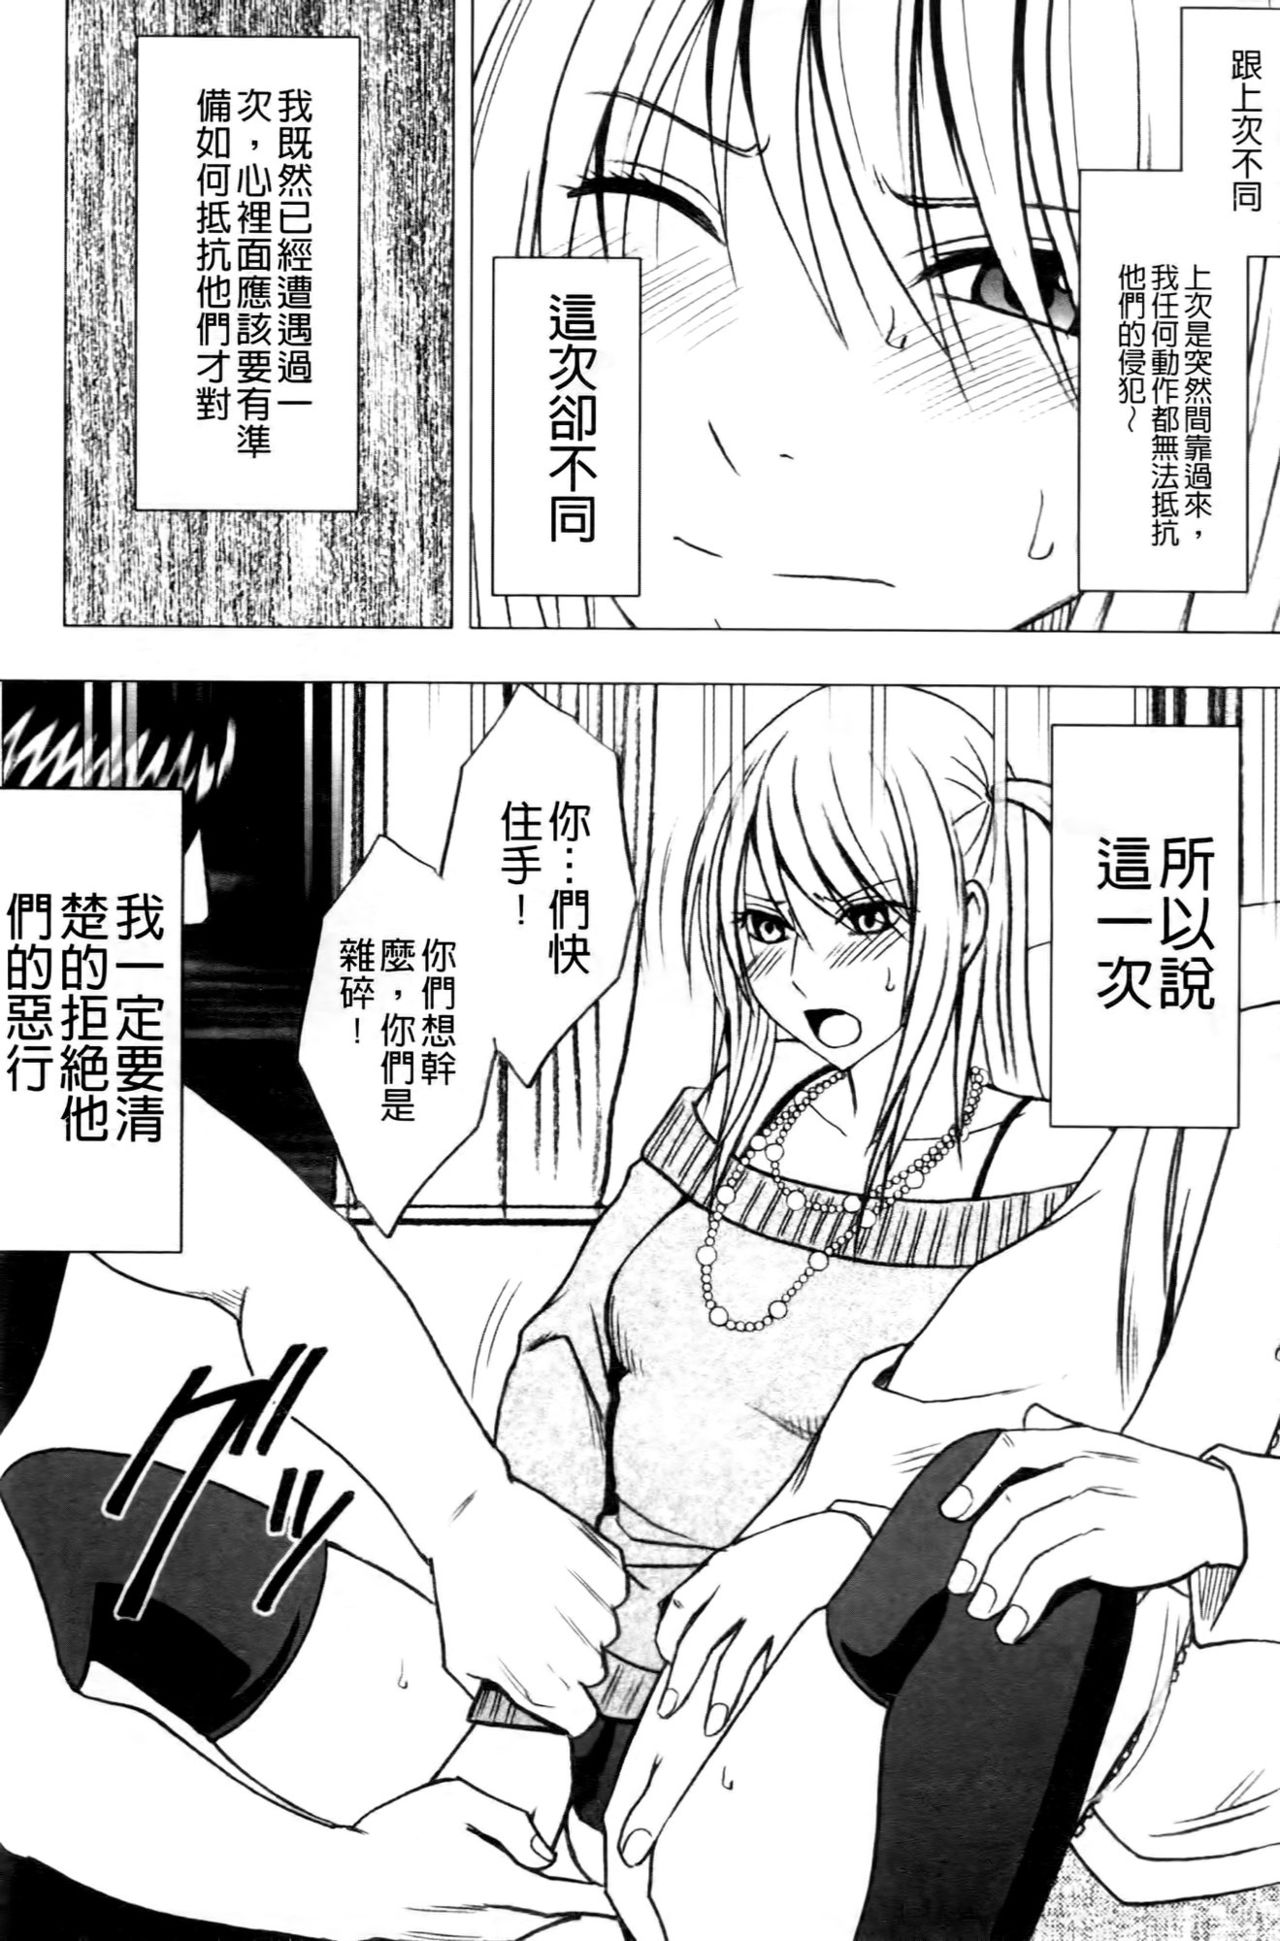 跟上次不同
上次是突然間靠過來，
我任何動作都無法抵抗
他們的侵犯～
這次卻不同
我既然已經遭遇過一
次，心裡面應該要有準
備如何抵抗他們才對
所以說
這一次
你…們快
住手！
你們想幹
麼，你們是
雜碎！
我一定要清
楚的拒絕他
們的惡行
グググッ